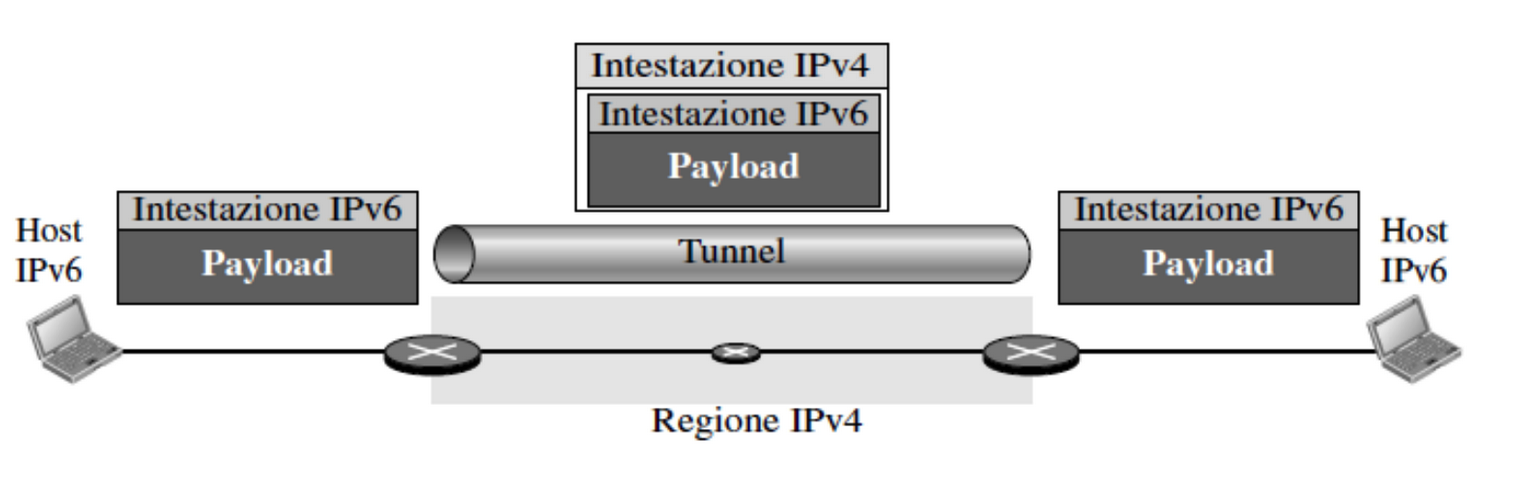 Intestazione IPv4
Intestazione IPv6
Payload
Host
IPv6
Intestazione IPv6
Payload
Tunnel
Intestazione IPv6
Payload
Host
IPv6
Regione IPv4